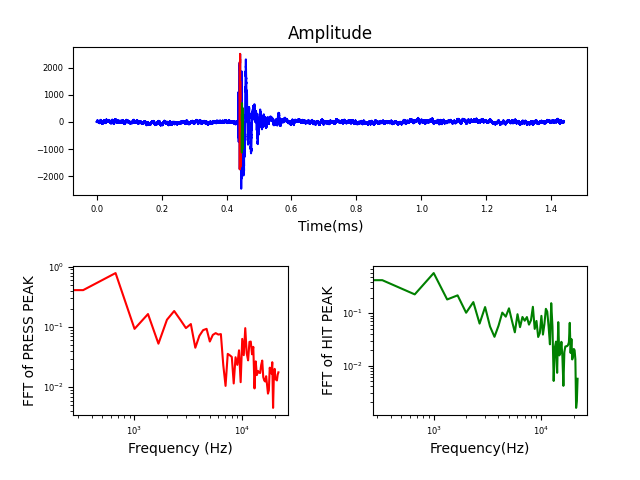 Amplitude
2000
1000
0
−1000
−2000
0.0 0.2 0.4 0.6 0.8 1.0 1.2 1.4
Time(ms)
FFT of PRESS PEAK
10⁰
10⁻¹
10⁻²
10³ 10⁴
Frequency (Hz)
FFT of HIT PEAK
10⁻¹
10⁻²
10³ 10⁴
Frequency(Hz)